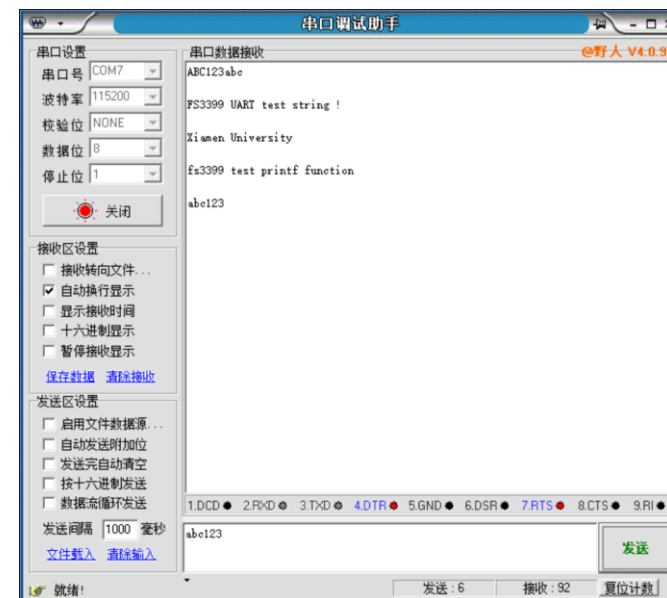 串口调试助手
串口设置
串口号 COM7
波特率 115200
校验位 NONE
数据位 8
停止位 1
关闭
接收区设置
接收转向文件...
自动换行显示
显示接收时间
十六进制显示
暂停接收显示
保存数据 清除接收
发送区设置
启用文件数据源...
自动发送附加位
发送完自动清空
按十六进制发送
数据流循环发送
发送间隔 1000 毫秒
文件载入 清除输入
就绪!
串口数据接收 @野人 V4.0.9
ABC123abc
FS3399 UART test string !
Xiamen University
fs3399 test printf function
abc123
1.DCD 2.RXD 3.TXD 4.DTR 5.GND 6.DSR 7.RTS 8.CTS 9.RI
abc123
发送
发送 : 6 接收 : 92 复位计数